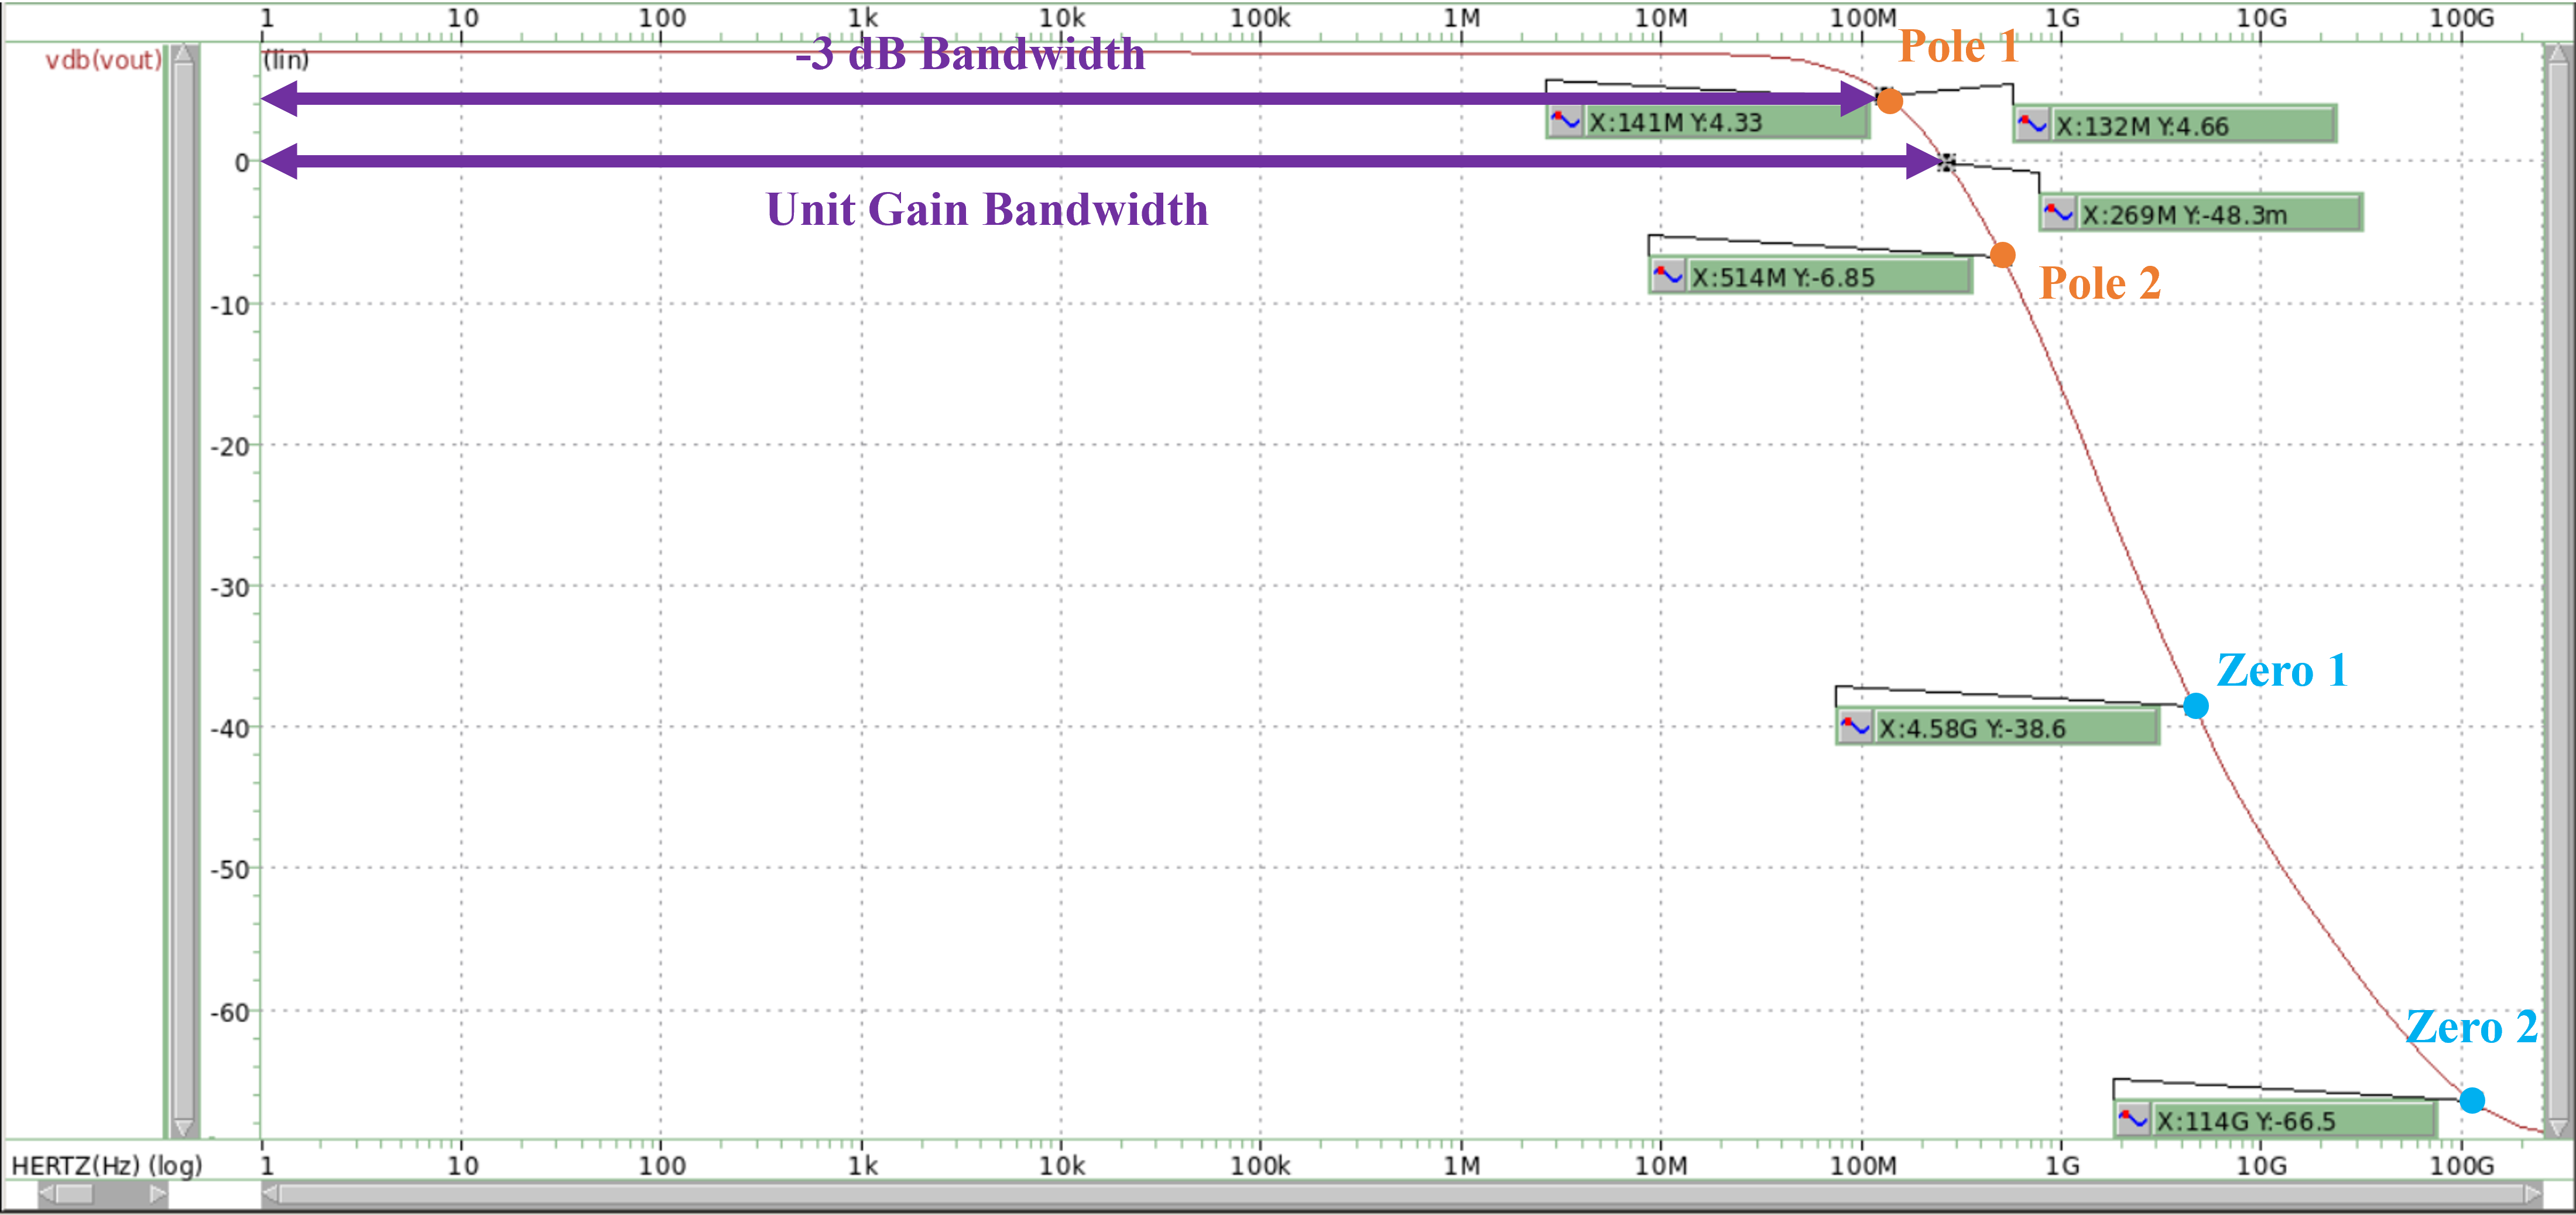 1 10 100 1k 10k 100k 1M 10M 100M 1G 10G 100G
vdb(vout)
(lin)
-3 dB Bandwidth
Pole 1
X:141M Y:4.33
X:132M Y:4.66
0
Unit Gain Bandwidth
X:269M Y:-48.3m
X:514M Y:-6.85
Pole 2
-10
-20
-30
Zero 1
-40
X:4.58G Y:-38.6
-50
-60
Zero 2
X:114G Y:-66.5
HERTZ(Hz) (log)
1 10 100 1k 10k 100k 1M 10M 100M 1G 10G 100G